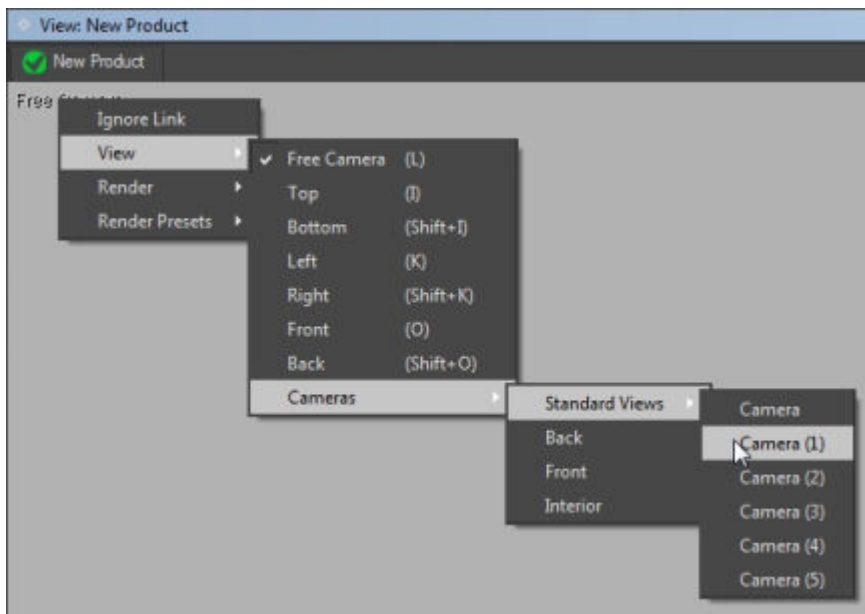 View: New Product
New Product
Free
Ignore Link
View
Render
Render Presets
Free Camera (L)
Top (I)
Bottom (Shift+I)
Left (K)
Right (Shift+K)
Front (O)
Back (Shift+O)
Cameras
Standard Views
Back
Front
Interior
Camera
Camera (1)
Camera (2)
Camera (3)
Camera (4)
Camera (5)